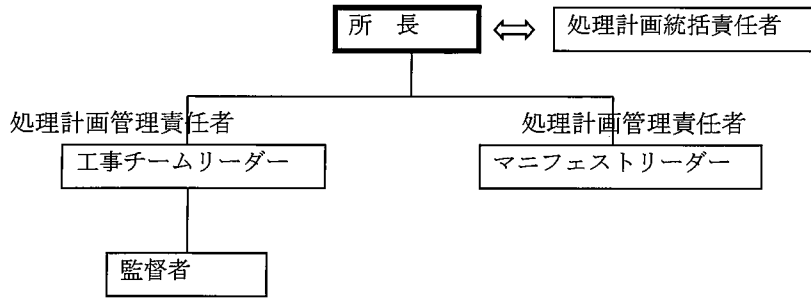 所　長
処理計画統括責任者
処理計画管理責任者
処理計画管理責任者
工事チームリーダー
マニフェストリーダー
監督者